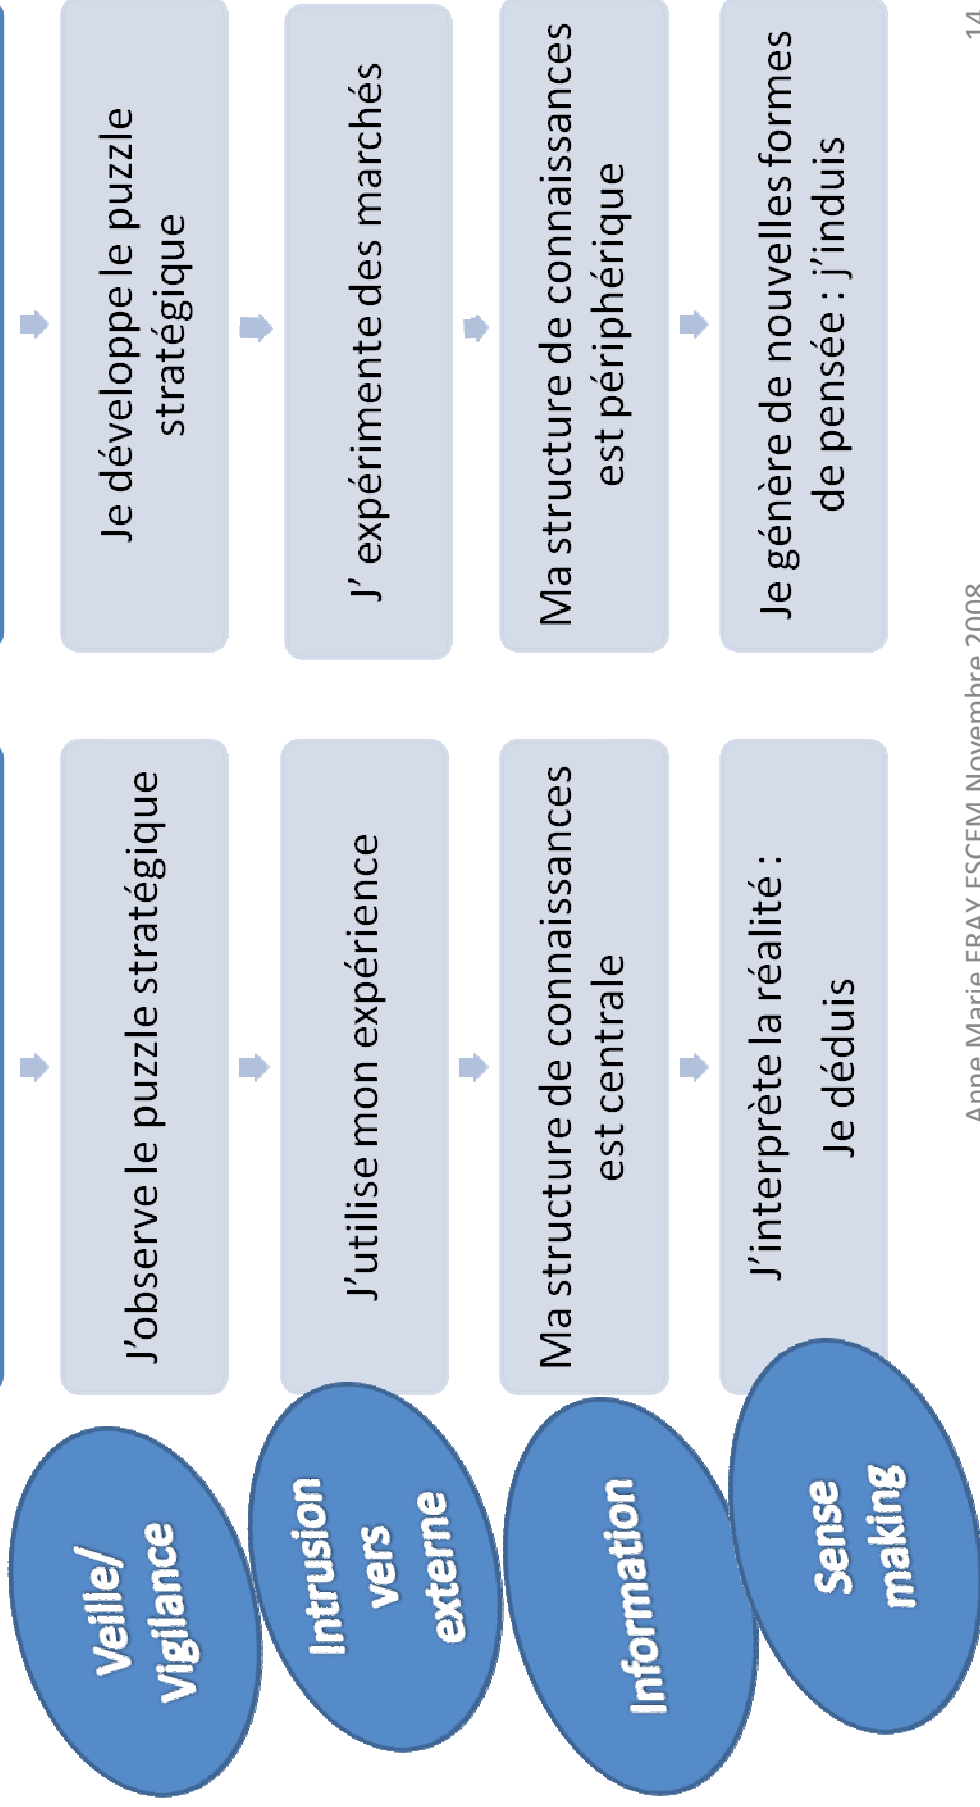 Veille/
Vigilance
J’observe le puzzle stratégique
Je développe le puzzle
stratégique
Intrusion
vers
externe
J’utilise mon expérience
J’ expérimente des marchés
Information
Ma structure de connaissances
est centrale
Ma structure de connaissances
est périphérique
Sense
making
J’interprète la réalité :
Je déduis
Je génère de nouvelles formes
de pensée : j’induis
Anne Marie FRAY ESCEM Novembre 2008
14